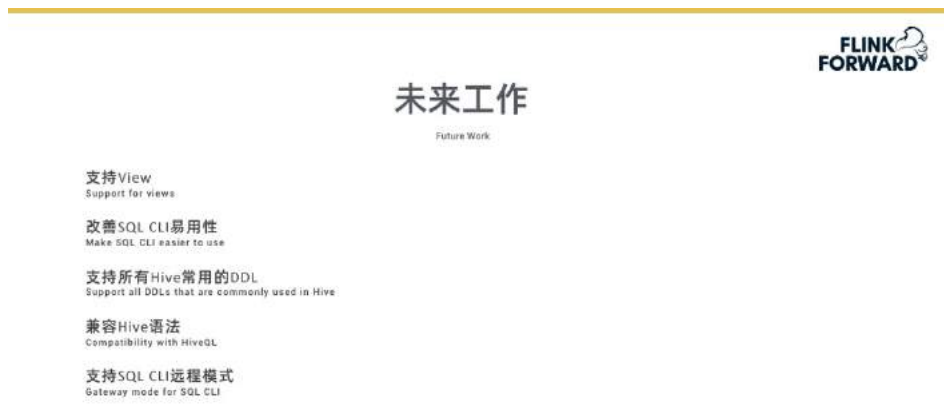 FLINK
FORWARD
未来工作
Future Work
支持View
Support for views
改善SQL CLI易用性
Make SQL CLI easier to use
支持所有Hive常用的DDL
Support all DDLs that are commonly used in Hive
兼容Hive语法
Compatibility with HiveQL
支持SQL CLI远程模式
Gateway mode for SQL CLI